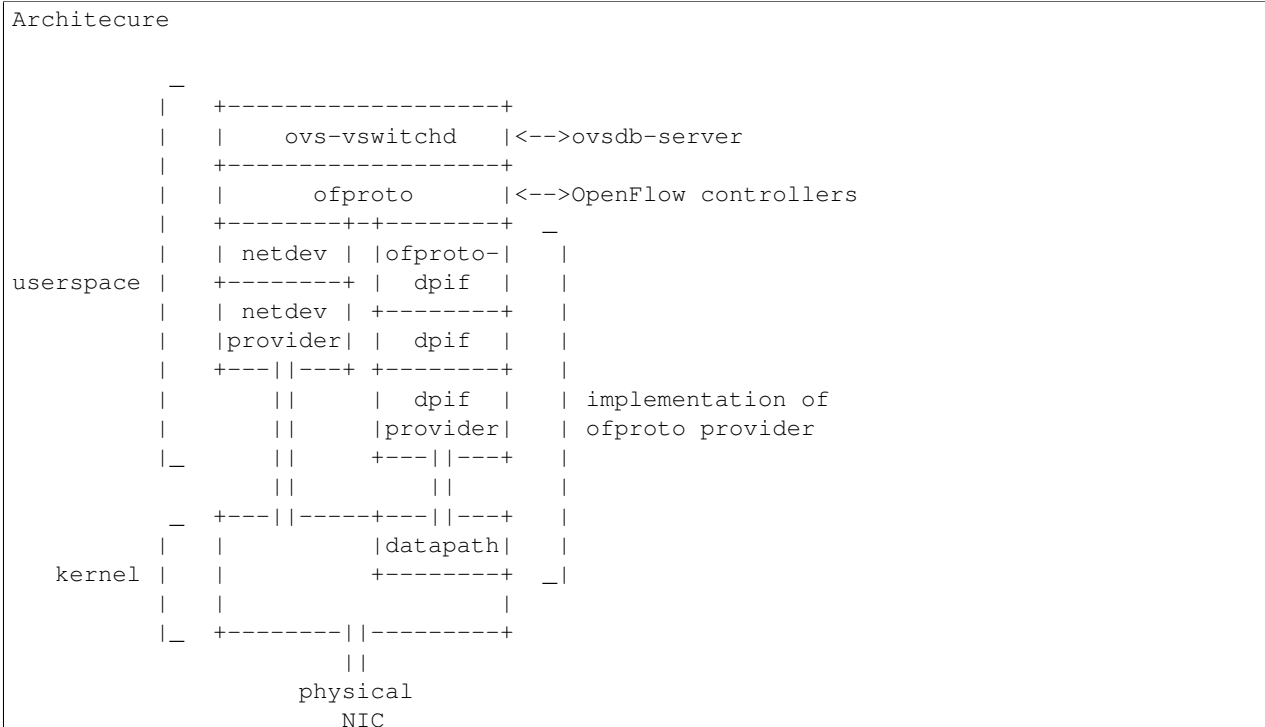 Architecure
           _
          |   +-------------------+
          |   |    ovs-vswitchd   |<-->ovsdb-server
          |   +-------------------+
          |   |      ofproto      |<-->OpenFlow controllers
          |   +--------+-+--------+  _
          |   | netdev | |ofproto-|   |
userspace |   +--------+ |  dpif  |   |
          |   | netdev | +--------+   |
          |   |provider| |  dpif  |   |
          |   +---||---+ +--------+   |
          |       ||     |  dpif  |   | implementation of
          |       ||     |provider|   | ofproto provider
          |_      ||     +---||---+   |
                  ||         ||       |
           _  +---||-----+---||---+   |
          |   |          |datapath|   |
   kernel |   |          +--------+  _|
          |   |                   |
          |_  +--------||---------+
                       ||
                    physical
                       NIC